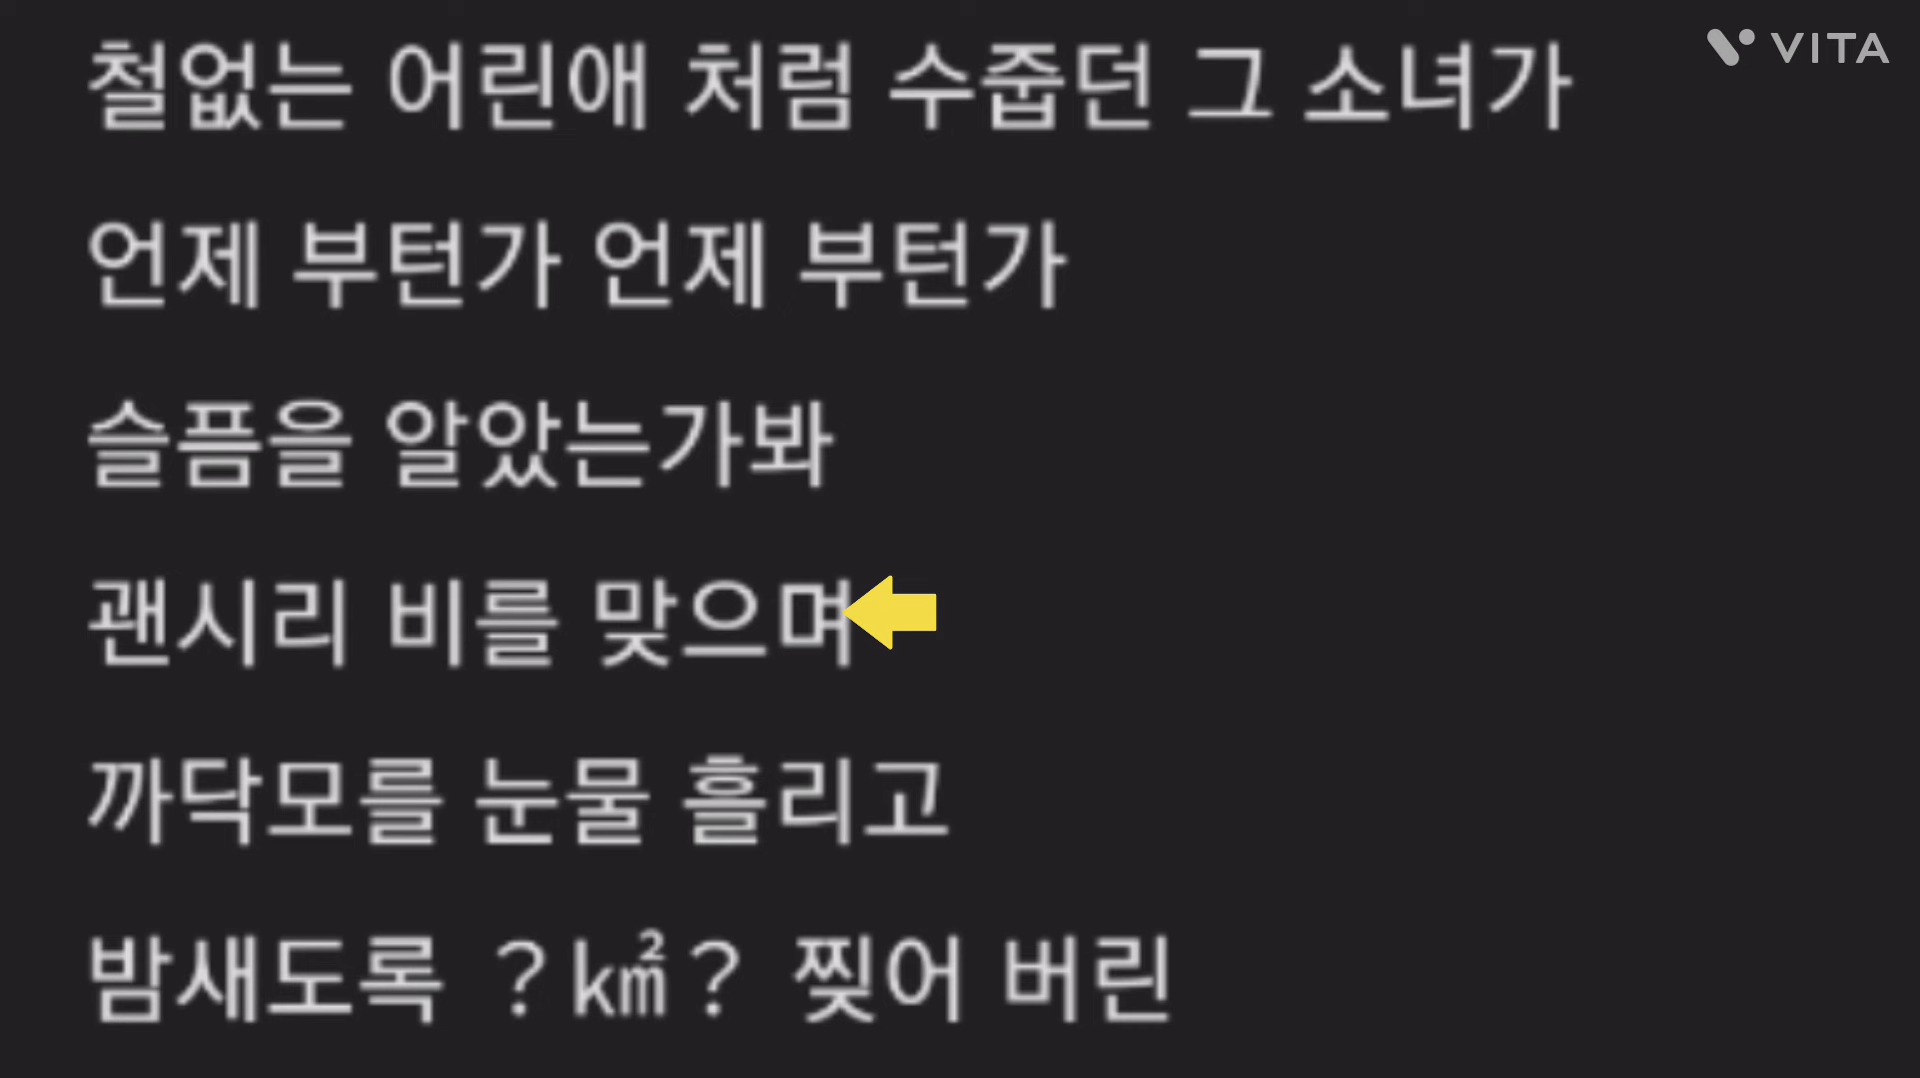 VITA
철없는 어린애 처럼 수줍던 그 소녀가
언제 부턴가 언제 부턴가
슬픔을 알았는가봐
괜시리 비를 맞으며
까닥모를 눈물 흘리고
밤새도록 ？㎢？ 찢어 버린